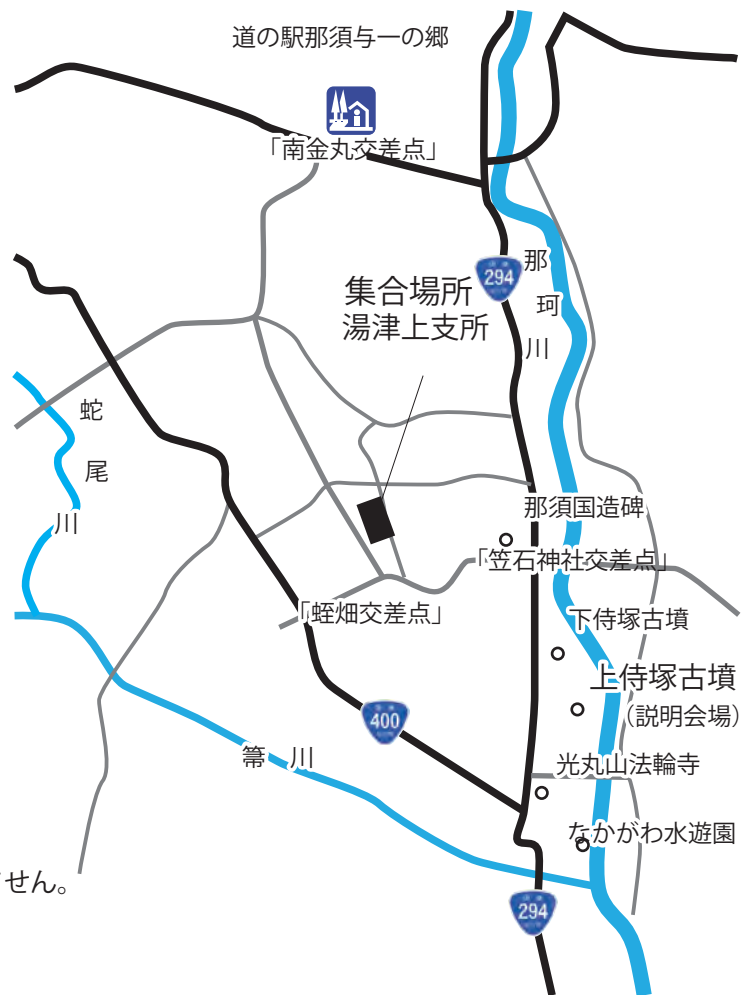 道の駅那須与一の郷
「南金丸交差点」
294
那珂川
集合場所
湯津上支所
蛇尾川
那須国造碑
「笠石神社交差点」
「蛭畑交差点」
下侍塚古墳
上侍塚古墳
（説明会場）
400
箒川
光丸山法輪寺
なかがわ水遊園
せん。
294